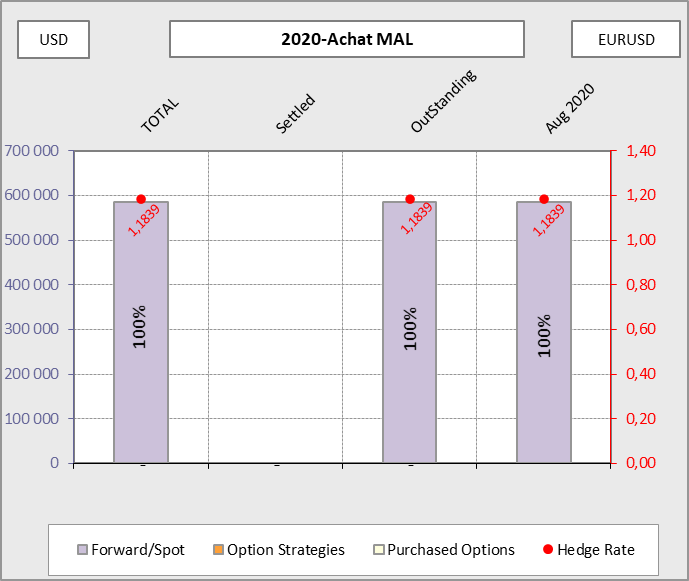 USD
2020-Achat MAL
EURUSD
TOTAL
Settled
OutStanding
Aug 2020
700 000
600 000
500 000
400 000
300 000
200 000
100 000
0
1,40
1,20
1,00
0,80
0,60
0,40
0,20
0,00
1,1839
1,1839
1,1839
100%
100%
100%
-
-
-
Forward/Spot
Option Strategies
Purchased Options
Hedge Rate